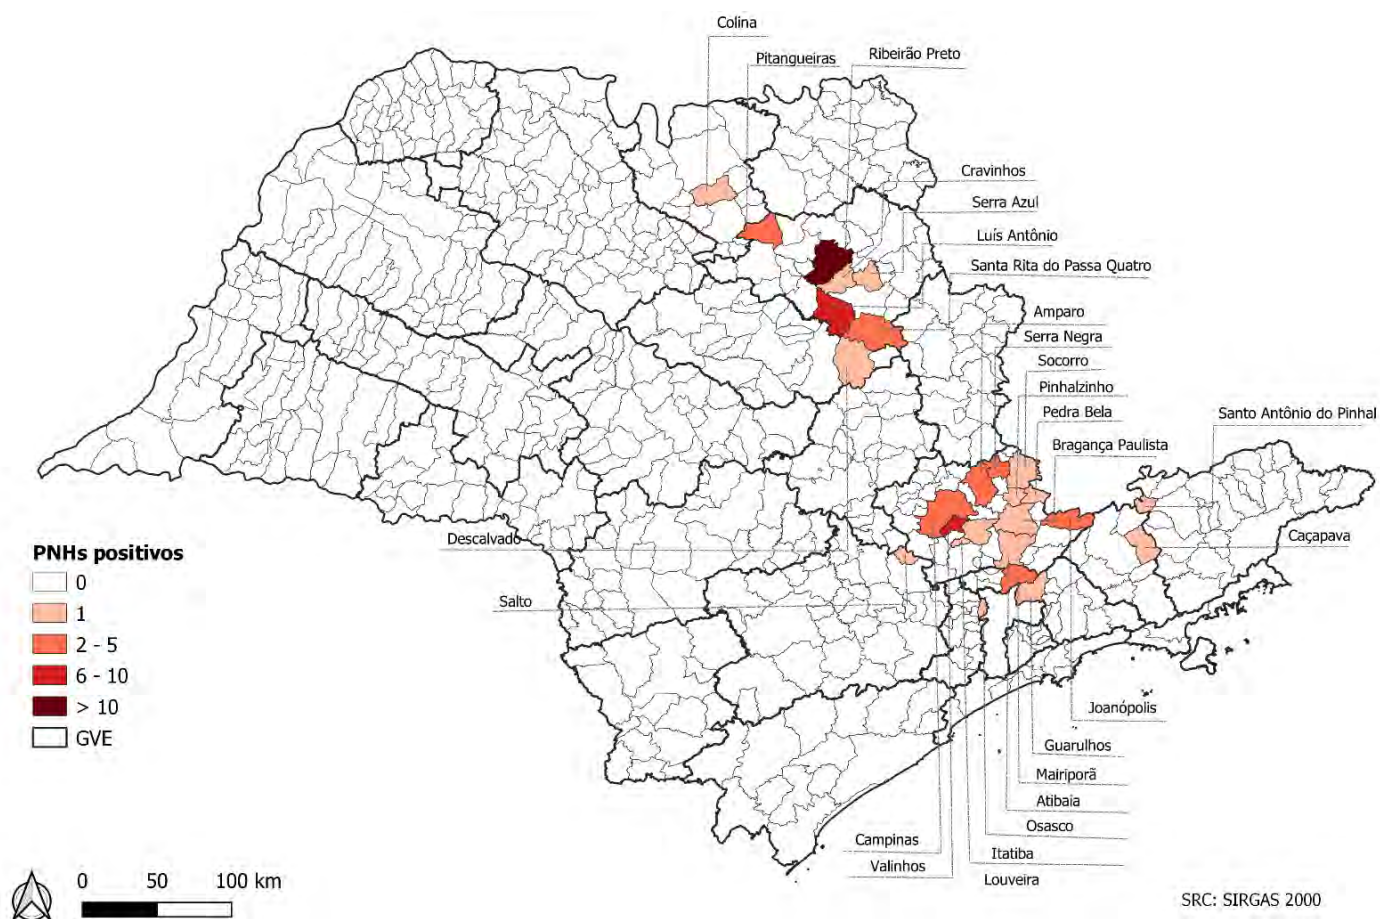 Colina
Pitangueiras
Ribeirão Preto
Cravinhos
Serra Azul
Luís Antônio
Santa Rita do Passa Quatro
Amparo
Serra Negra
Socorro
Pinhalzinho
Pedra Bela
Santo Antônio do Pinhal
Bragança Paulista
Caçapava
Descalvado
Salto
PNHs positivos
0
1
2 - 5
6 - 10
> 10
GVE
Joanópolis
Guarulhos
Mairiporã
Atibaia
Osasco
Campinas
Itatiba
Valinhos
Louveira
0 50 100 km
SRC: SIRGAS 2000